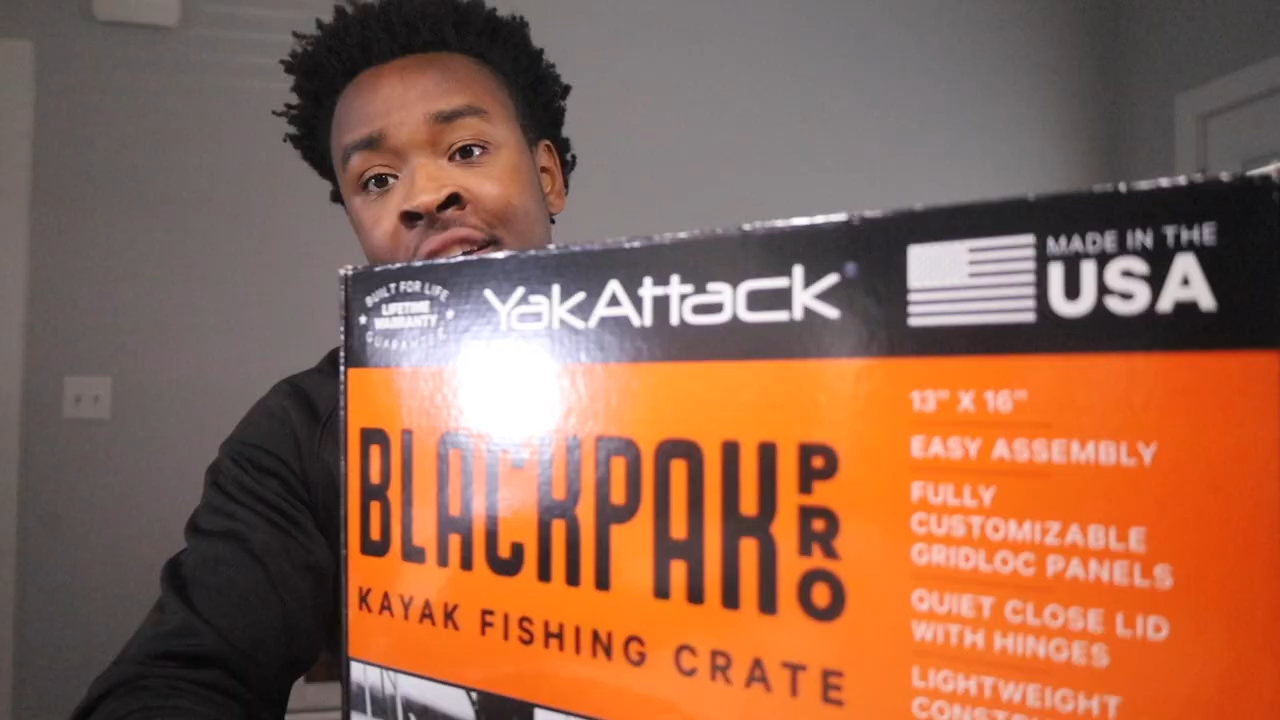 BUILT FOR LIFE
LIFETIME
WARRANTY
GUARANTEE
YakAttack
MADE IN THE
USA
BLACKPAK
PRO
KAYAK FISHING CRATE
13" X 16"
EASY ASSEMBLY
FULLY
CUSTOMIZABLE
GRIDLOC PANELS
QUIET CLOSE LID
WITH HINGES
LIGHTWEIGHT